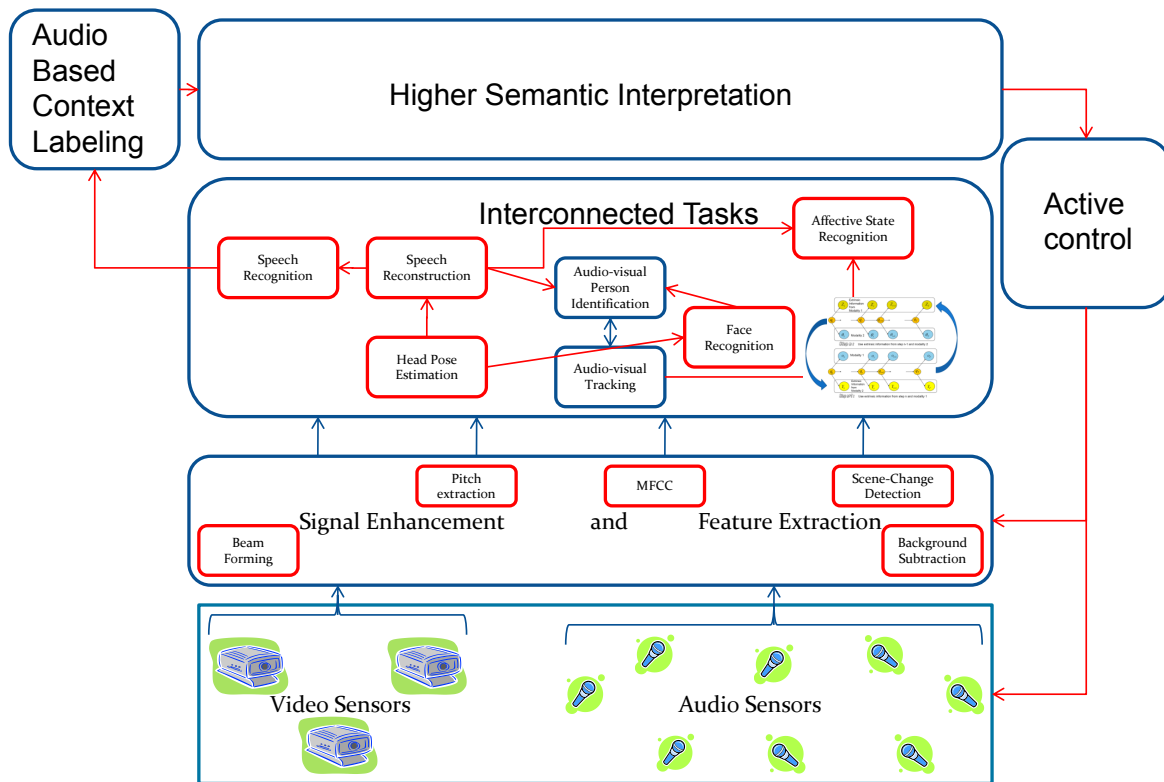 Audio
Based
Context
Labeling
Higher Semantic Interpretation
Active
control
Interconnected Tasks
Affective State
Recognition
Speech
Recognition
Speech
Reconstruction
Audio-visual
Person
Identification
Face
Recognition
Head Pose
Estimation
Audio-visual
Tracking
Pitch
extraction
MFCC
Scene-Change
Detection
Signal Enhancement and Feature Extraction
Beam
Forming
Background
Subtraction
Video Sensors
Audio Sensors